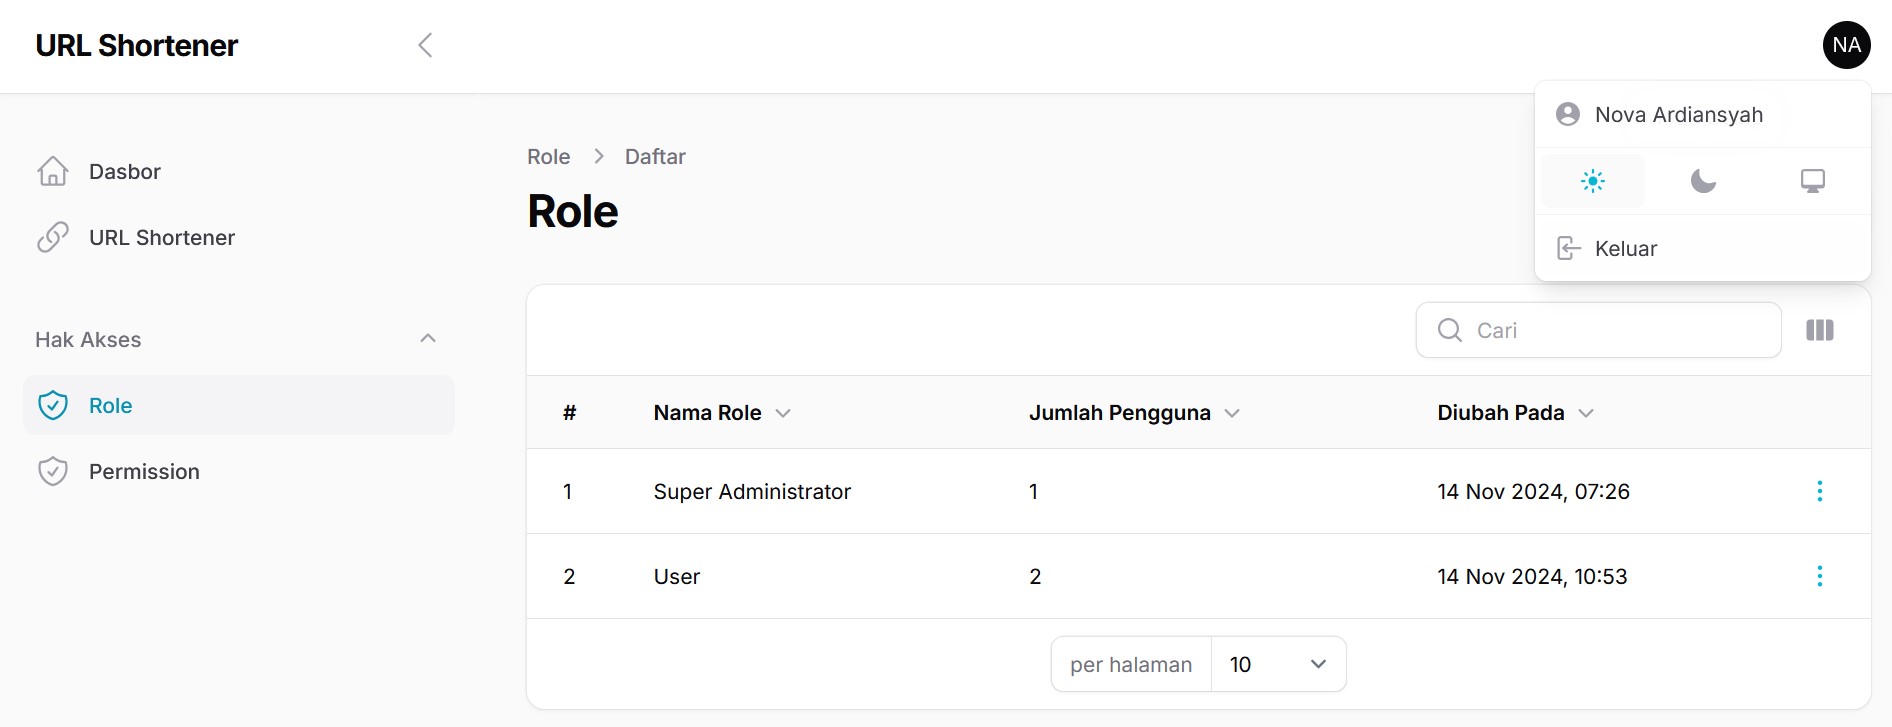 URL Shortener
NA
Nova Ardiansyah
Keluar
Dasbor
URL Shortener
Hak Akses
Role
Permission
Role > Daftar
Role
Cari
# Nama Role Jumlah Pengguna Diubah Pada
1 Super Administrator 1 14 Nov 2024, 07:26
2 User 2 14 Nov 2024, 10:53
per halaman 10